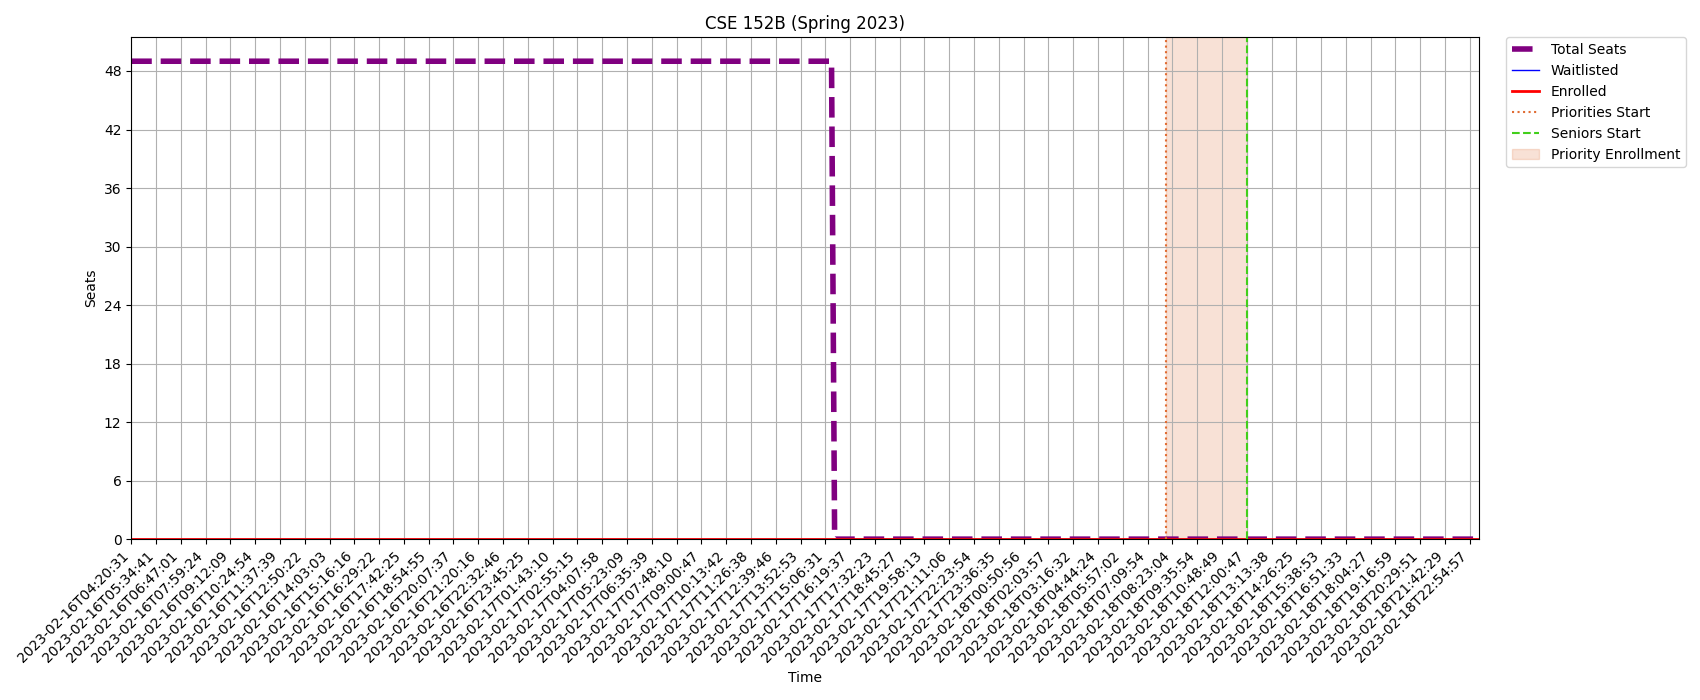 CSE 152B (Spring 2023)
Total Seats
Waitlisted
Enrolled
Priorities Start
Seniors Start
Priority Enrollment
Seats
48
42
36
30
24
18
12
6
0
2023-02-16T04:20:31
2023-02-16T05:34:41
2023-02-16T06:47:01
2023-02-16T07:59:24
2023-02-16T09:12:09
2023-02-16T10:24:54
2023-02-16T11:37:39
2023-02-16T12:50:22
2023-02-16T14:03:03
2023-02-16T15:16:16
2023-02-16T16:29:22
2023-02-16T17:42:25
2023-02-16T18:54:55
2023-02-16T20:07:37
2023-02-16T21:20:16
2023-02-16T22:32:46
2023-02-16T23:45:25
2023-02-17T01:43:10
2023-02-17T02:55:15
2023-02-17T04:07:58
2023-02-17T05:23:09
2023-02-17T06:35:39
2023-02-17T07:48:10
2023-02-17T09:00:47
2023-02-17T10:13:42
2023-02-17T11:26:38
2023-02-17T12:39:46
2023-02-17T13:52:53
2023-02-17T15:06:31
2023-02-17T16:19:37
2023-02-17T17:32:23
2023-02-17T18:45:27
2023-02-17T19:58:13
2023-02-17T21:11:06
2023-02-17T22:23:54
2023-02-17T23:36:35
2023-02-18T00:50:56
2023-02-18T02:03:57
2023-02-18T03:16:32
2023-02-18T04:44:24
2023-02-18T05:57:02
2023-02-18T07:09:54
2023-02-18T08:23:04
2023-02-18T09:35:54
2023-02-18T10:48:49
2023-02-18T12:00:47
2023-02-18T13:13:38
2023-02-18T14:26:25
2023-02-18T15:38:53
2023-02-18T16:51:33
2023-02-18T18:04:27
2023-02-18T19:16:59
2023-02-18T20:29:51
2023-02-18T21:42:29
2023-02-18T22:54:57
Time